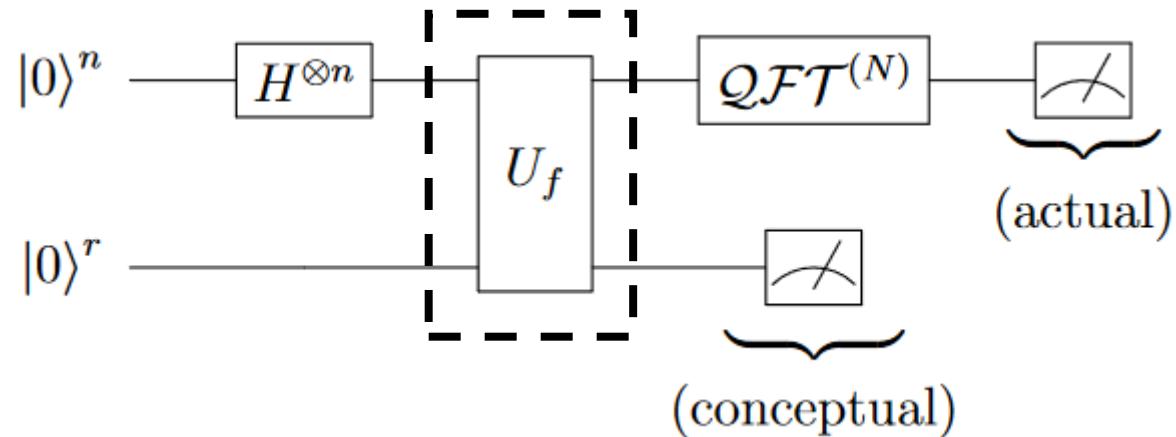 |0⟩ⁿ H^{⊗n} U_f 𝒬ℱ𝒯^{(N)}
(actual)
|0⟩ʳ
(conceptual)